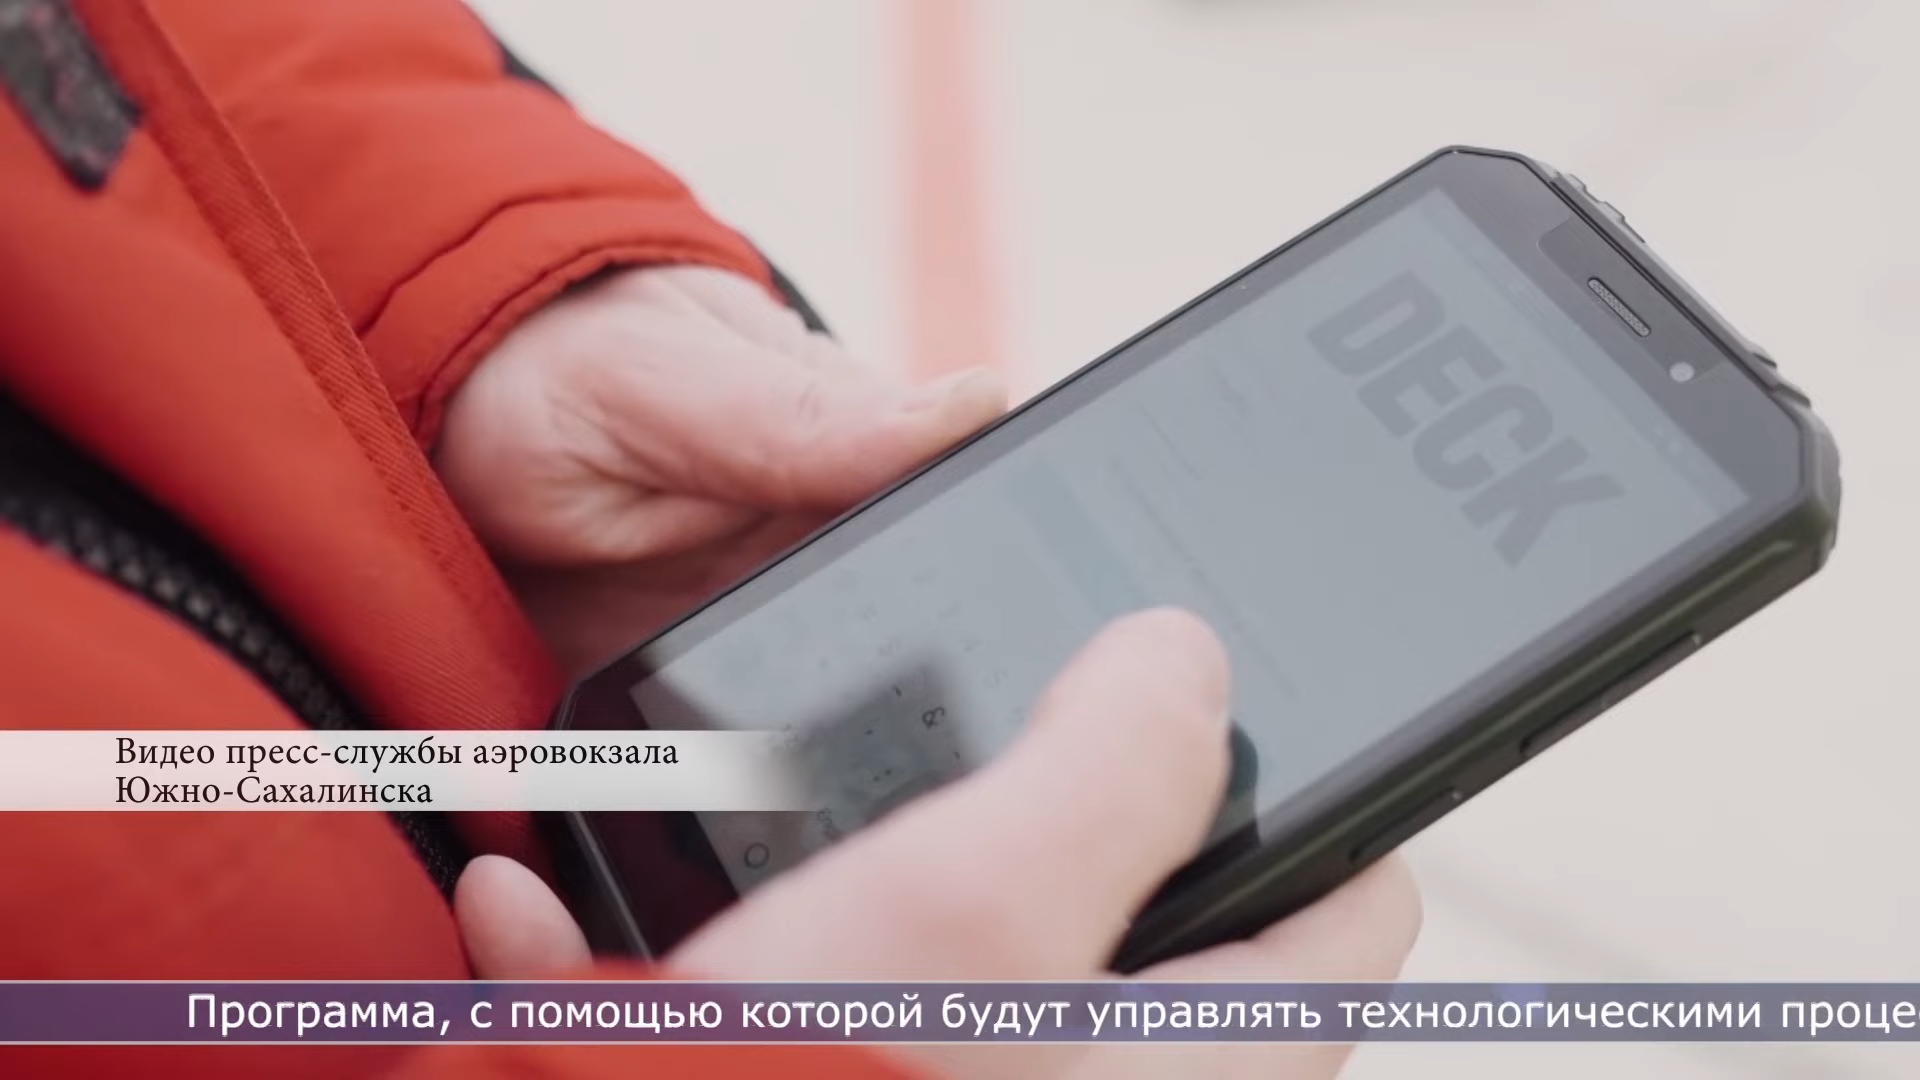 DECK
Видео пресс-службы аэровокзала
Южно-Сахалинска
Программа, с помощью которой будут управлять технологическими проце